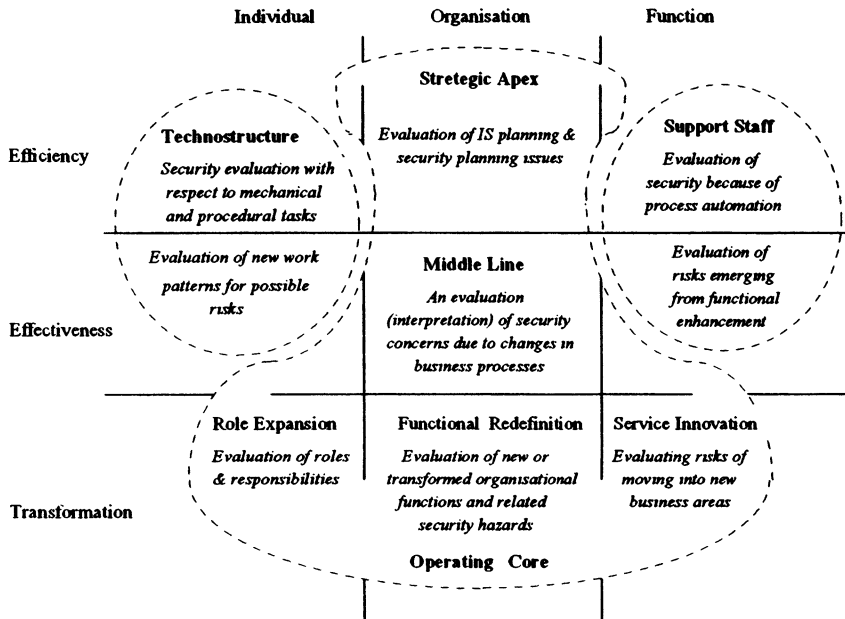 Individual
Organisation
Function
Stretegic Apex
Efficiency
Technostructure
Security evaluation with
respect to mechanical
and procedural tasks
Evaluation of IS planning &
security planning issues
Support Staff
Evaluation of
security because of
process automation
Effectiveness
Evaluation of new work
patterns for possible
risks
Middle Line
An evaluation
(interpretation) of security
concerns due to changes in
business processes
Evaluation of
risks emerging
from functional
enhancement
Transformation
Role Expansion
Evaluation of roles
& responsibilities
Functional Redefinition
Evaluation of new or
transformed organisational
functions and related
security hazards
Service Innovation
Evaluating risks of
moving into new
business areas
Operating Core